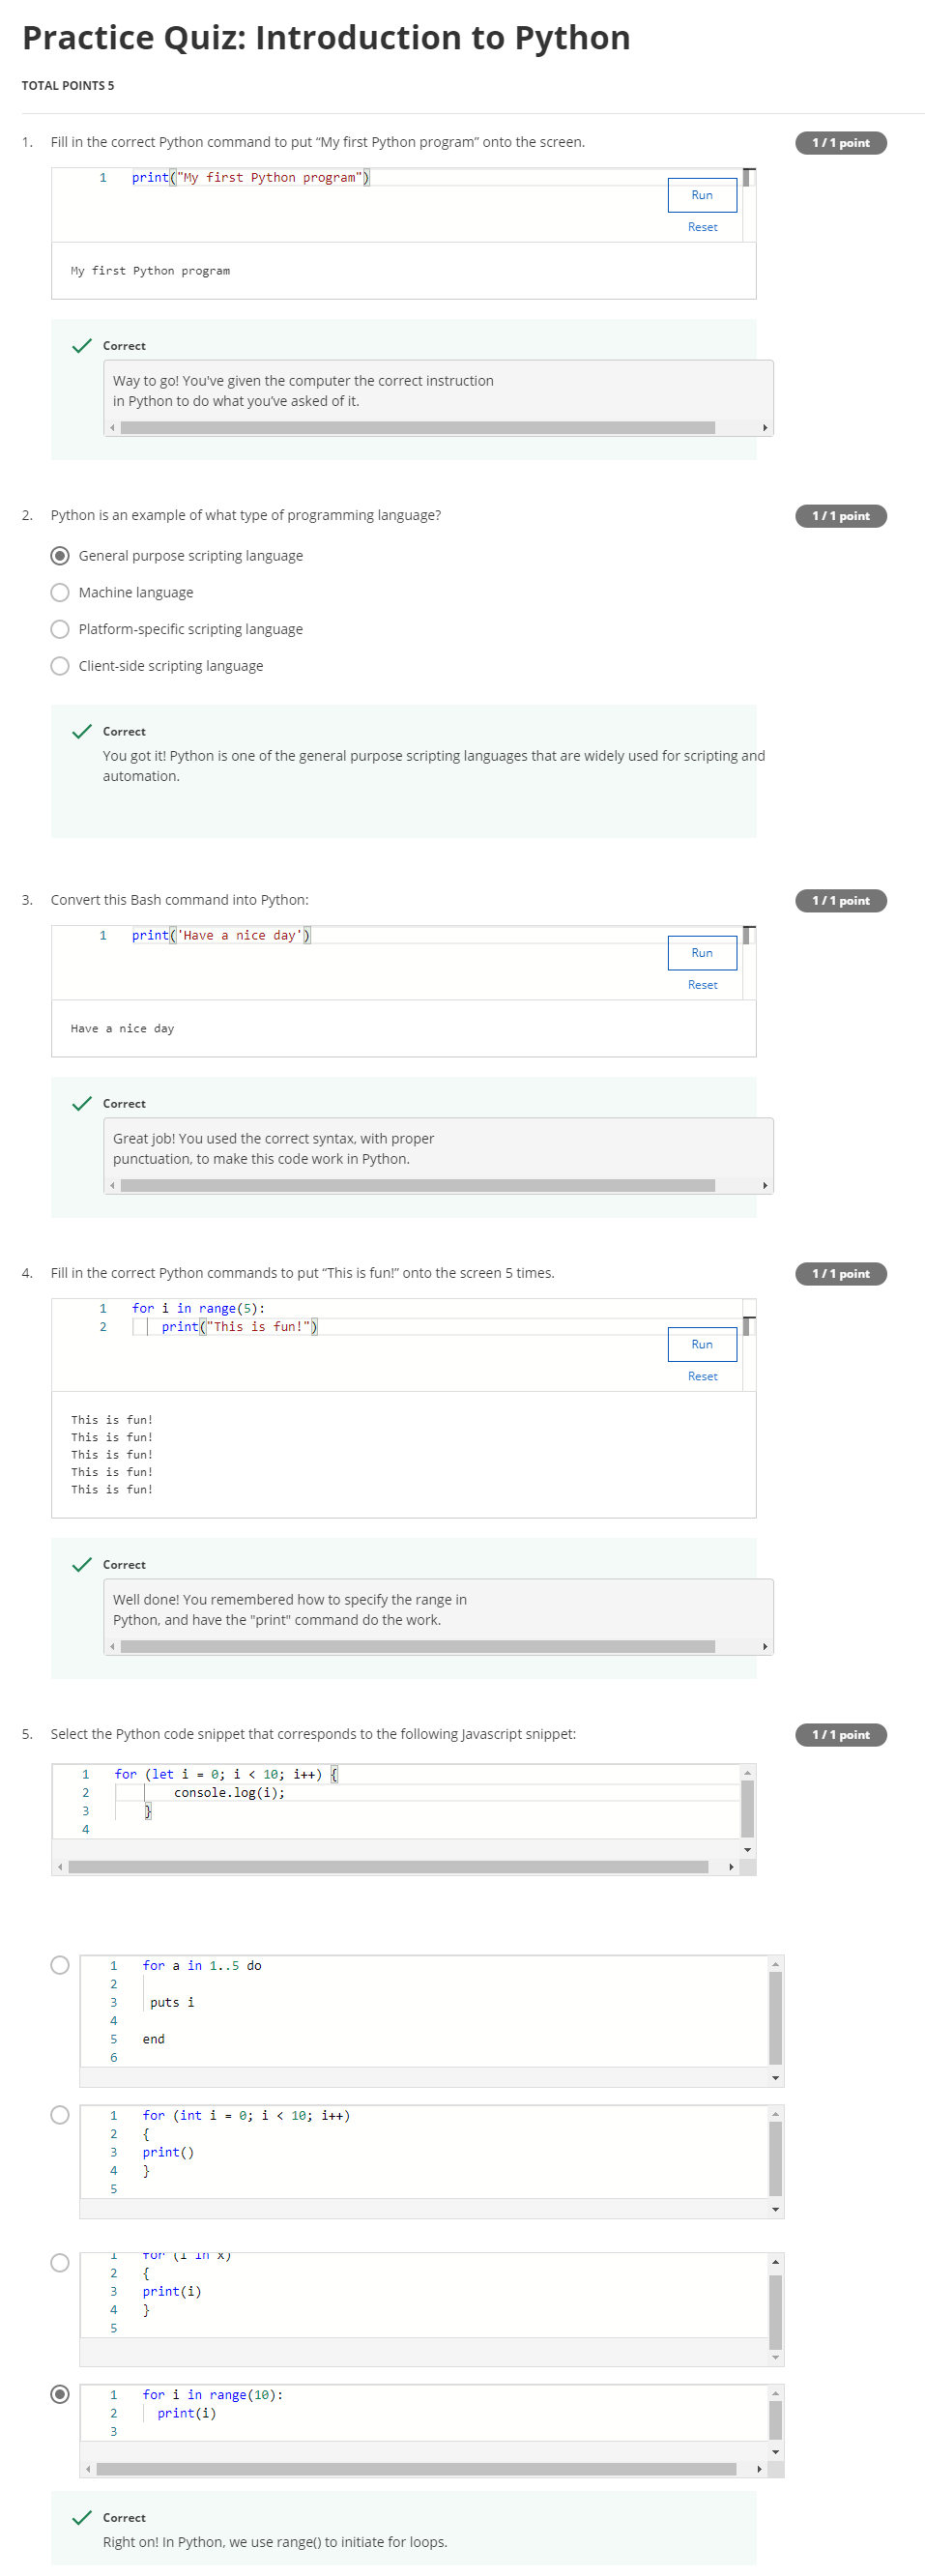 Practice Quiz: Introduction to Python
TOTAL POINTS 5
1. Fill in the correct Python command to put “My first Python program” onto the screen.
1 / 1 point
1 print("My first Python program")
Run
Reset
My first Python program
Correct
Way to go! You've given the computer the correct instruction
in Python to do what you’ve asked of it.
2. Python is an example of what type of programming language?
1 / 1 point
General purpose scripting language
Machine language
Platform-specific scripting language
Client-side scripting language
Correct
You got it! Python is one of the general purpose scripting languages that are widely used for scripting and
automation.
3. Convert this Bash command into Python:
1 / 1 point
1 print('Have a nice day')
Run
Reset
Have a nice day
Correct
Great job! You used the correct syntax, with proper
punctuation, to make this code work in Python.
4. Fill in the correct Python commands to put “This is fun!” onto the screen 5 times.
1 / 1 point
1 for i in range(5):
2 print("This is fun!")
Run
Reset
This is fun!
This is fun!
This is fun!
This is fun!
This is fun!
Correct
Well done! You remembered how to specify the range in
Python, and have the "print" command do the work.
5. Select the Python code snippet that corresponds to the following Javascript snippet:
1 / 1 point
1 for (let i = 0; i < 10; i++) {
2 console.log(i);
3 }
4
1 for a in 1..5 do
2
3 puts i
4
5 end
6
1 for (int i = 0; i < 10; i++)
2 {
3 print()
4 }
5
1 for (i in x)
2 {
3 print(i)
4 }
5
1 for i in range(10):
2 print(i)
3
Correct
Right on! In Python, we use range() to initiate for loops.